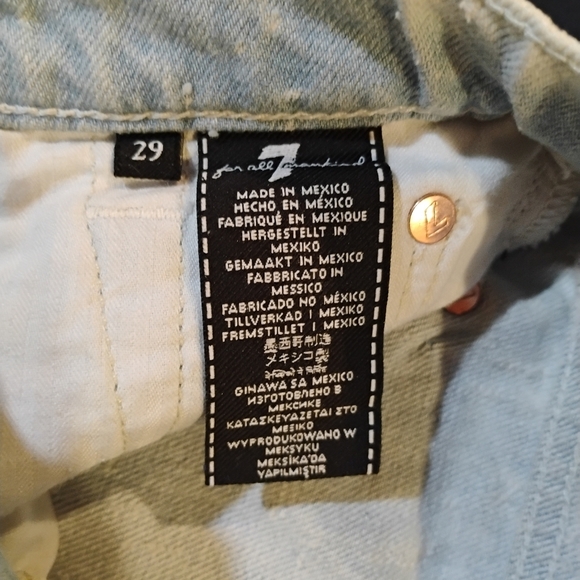 29
7
for all mankind
MADE IN MEXICO
HECHO EN MÉXICO
FABRIQUÉ EN MEXIQUE
HERGESTELLT IN
MEXIKO
GEMAAKT IN MEXICO
FABBRICATO IN
MESSICO
FABRICADO NO MÉXICO
TILLVERKAD I MEXIKO
FREMSTILLET I MEXICO
墨西哥制造
メキシコ製
GINAWA SA MEXICO
ИЗГОТОВЛЕНО В
МЕКСИКЕ
ΚΑΤΑΣΚΕΥΑΖΕΤΑΙ ΣΤΟ
ΜΕΞΙΚΟ
WYPRODUKOWANO W
MEKSYKU
MEKSİKA'DA
YAPILMIŞTIR